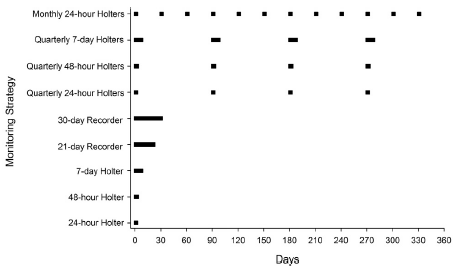 Monthly 24-hour Holters
Quarterly 7-day Holters
Quarterly 48-hour Holters
Quarterly 24-hour Holters
30-day Recorder
21-day Recorder
7-day Holter
48-hour Holter
24-hour Holter
Monitoring Strategy
0 30 60 90 120 150 180 210 240 270 300 330 360
Days